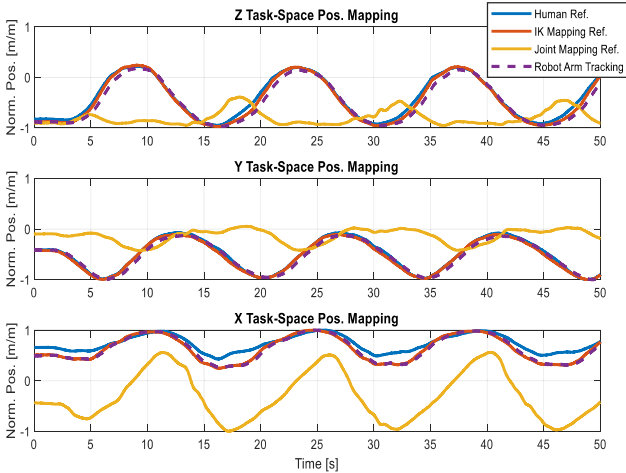 Z Task-Space Pos. Mapping
Human Ref.
IK Mapping Ref.
Joint Mapping Ref.
Robot Arm Tracking
Norm. Pos. [m/m]
1
0
-1
0 5 10 15 20 25 30 35 40 45 50
Y Task-Space Pos. Mapping
Norm. Pos. [m/m]
1
0
-1
0 5 10 15 20 25 30 35 40 45 50
X Task-Space Pos. Mapping
Norm. Pos. [m/m]
1
0
-1
0 5 10 15 20 25 30 35 40 45 50
Time [s]